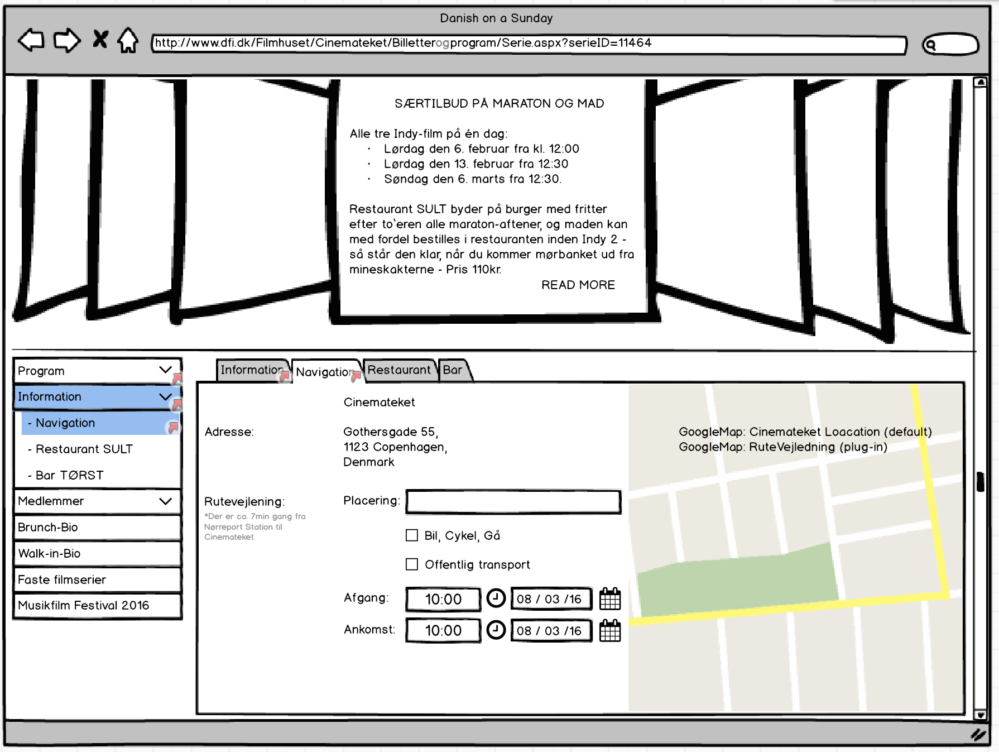 Danish on a Sunday
http://www.dfi.dk/Filmhuset/Cinemateket/Billetterogprogram/Serie.aspx?serieID=11464
SÆRTILBUD PÅ MARATON OG MAD
Alle tre Indy-film på én dag:
· Lørdag den 6. februar fra kl. 12:00
· Lørdag den 13. februar fra 12:30
· Søndag den 6. marts fra 12:30.
Restaurant SULT byder på burger med fritter
efter to`eren alle maraton-aftener, og maden kan
med fordel bestilles i restauranten inden Indy 2 -
så står den klar, når du kommer mørbanket ud fra
mineskakterne - Pris 110kr.
READ MORE
Program
Information
- Navigation
- Restaurant SULT
- Bar TØRST
Medlemmer
Brunch-Bio
Walk-in-Bio
Faste filmserier
Musikfilm Festival 2016
Information
Navigation
Restaurant
Bar
Cinemateket
Adresse:
Gothersgade 55,
1123 Copenhagen,
Denmark
Rutevejlening:
*Der er ca. 7min gang fra
Nørreport Station til
Cinemateket
Placering:
Bil, Cykel, Gå
Offentlig transport
Afgang: 10:00 08 / 03 /16
Ankomst: 10:00 08 / 03 /16
GoogleMap: Cinemateket Loacation (default)
GoogleMap: RuteVejledning (plug-in)